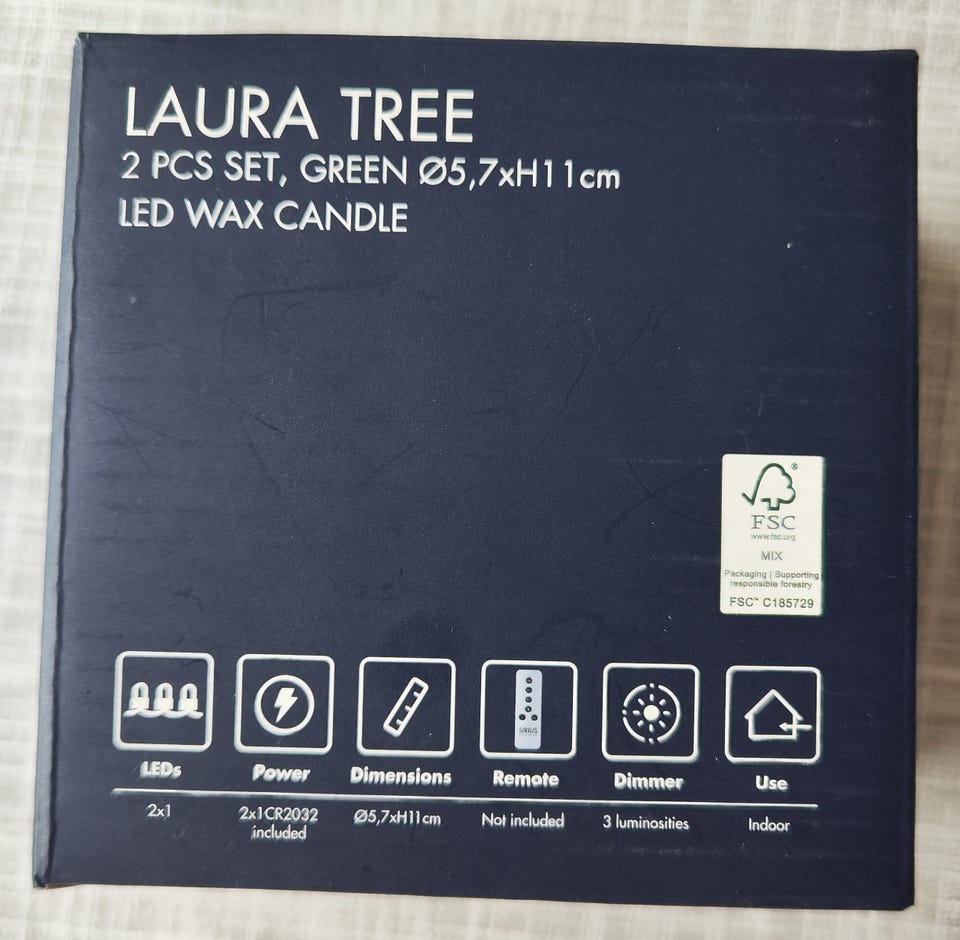 LAURA TREE
2 PCS SET, GREEN Ø5,7xH11cm
LED WAX CANDLE
FSC®
www.fsc.org
MIX
Packaging | Supporting
responsible forestry
FSC™ C185729
SIRIUS
LEDs
Power
Dimensions
Remote
Dimmer
Use
2x1
2x1CR2032
included
Ø5,7xH11cm
Not included
3 luminosities
Indoor